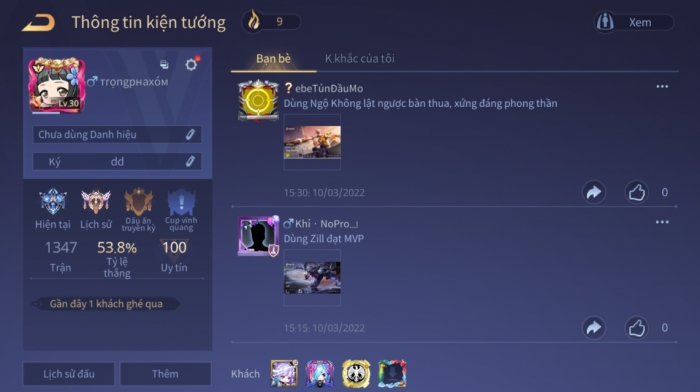 Thông tin kiện tướng
9
Xem
Lv.30
тrọngpнaxóм
Chưa dùng Danh hiệu
Ký dd
Hiện tại
Lịch sử
Dấu ấn truyền kỳ
Cup vinh quang
1347
53,8%
100
Trận
Tỷ lệ thắng
Uy tín
Gần đây 1 khách ghé qua
Lịch sử đấu
Thêm
Bạn bè
K.khắc của tôi
? ebeTúnĐầuMo
Dùng Ngộ Không lật ngược bàn thua, xứng đáng phong thần
15:30: 10/03/2022
0
Khỉ · NoPro...
Dùng Zill đạt MVP
15:15: 10/03/2022
0
Khách